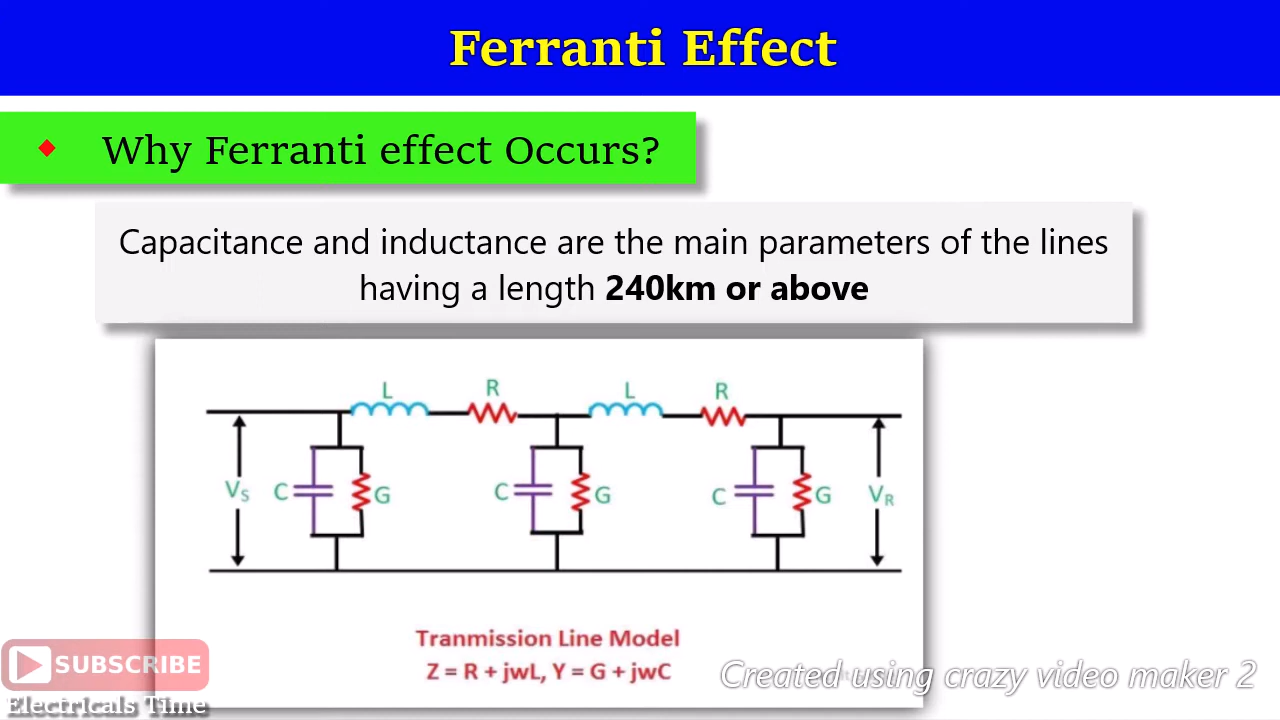 Ferranti Effect
Why Ferranti effect Occurs?
Capacitance and inductance are the main parameters of the lines
having a length 240km or above
L R L R
VS C G C G C G VR
Tranmission Line Model
Z = R + jwL, Y = G + jwC
SUBSCRIBE
Electricals Time
Created using crazy video maker 2